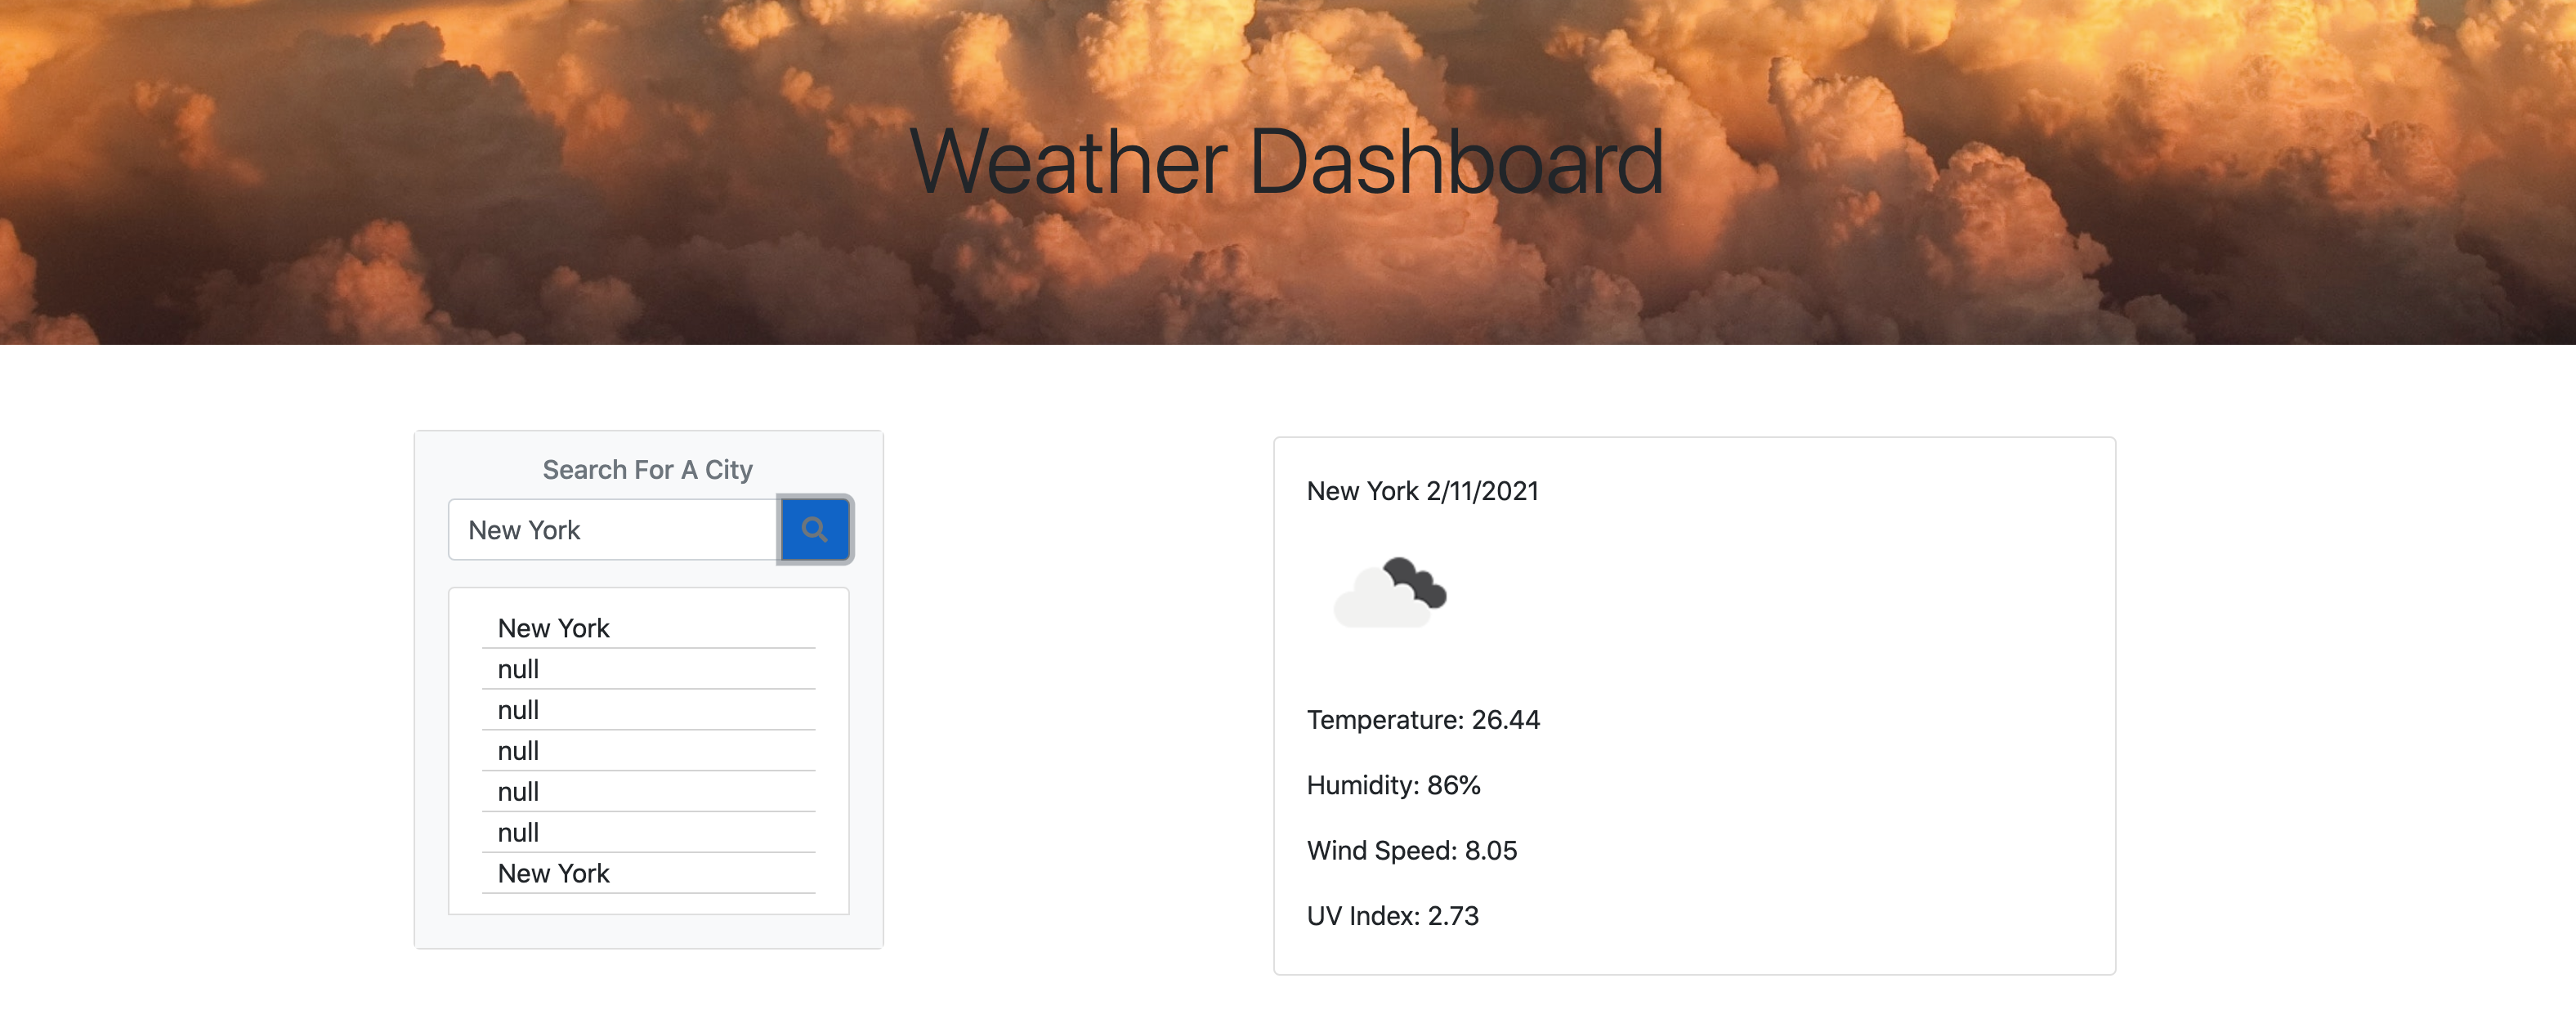 Weather Dashboard
Search For A City
New York
New York
null
null
null
null
null
New York
New York 2/11/2021
Temperature: 26.44
Humidity: 86%
Wind Speed: 8.05
UV Index: 2.73